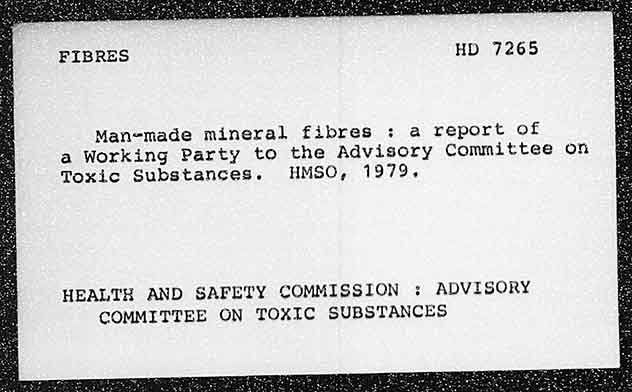 FIBRES
HD 7265
Man-made mineral fibres : a report of
a Working Party to the Advisory Committee on
Toxic Substances. HMSO, 1979.
HEALTH AND SAFETY COMMISSION : ADVISORY
COMMITTEE ON TOXIC SUBSTANCES